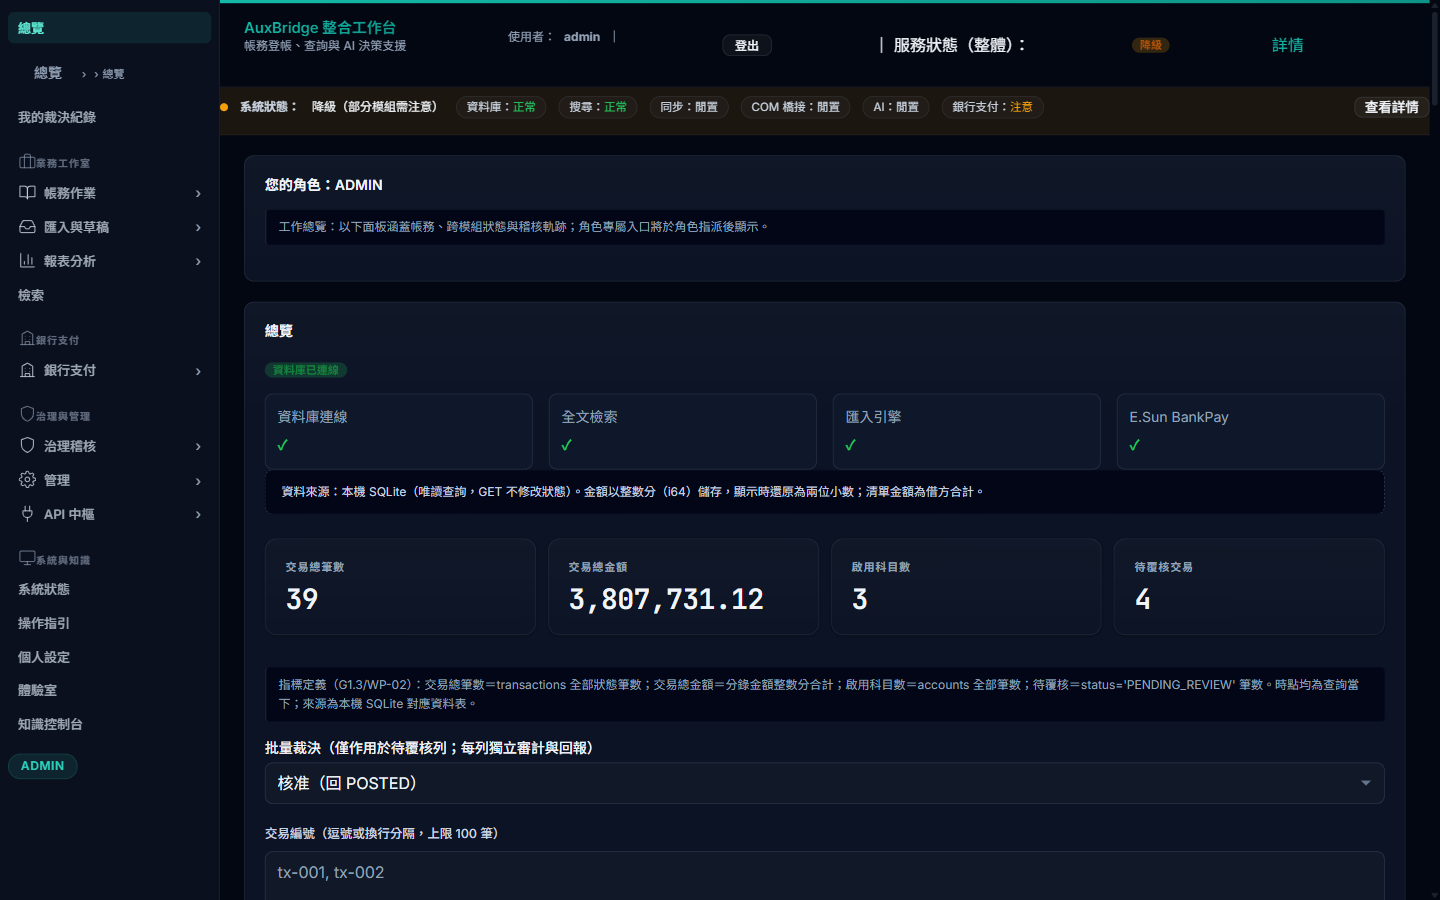 總覽
總覽 › › 總覽
我的裁決紀錄
業務工作室
帳務作業 ›
匯入與草稿 ›
報表分析 ›
檢索
銀行支付
銀行支付 ›
治理與管理
治理稽核 ›
管理 ›
API 中樞 ›
系統與知識
系統狀態
操作指引
個人設定
體驗室
知識控制台
ADMIN
AuxBridge 整合工作台
帳務登帳、查詢與 AI 決策支援
使用者： admin |
登出
| 服務狀態（整體）：
降級
詳情
系統狀態： 降級（部分模組需注意） 資料庫：正常 搜尋：正常 同步：閒置 COM 橋接：閒置 AI：閒置 銀行支付：注意 查看詳情
您的角色：ADMIN
工作總覽：以下面板涵蓋帳務、跨模組狀態與稽核軌跡；角色專屬入口將於角色指派後顯示。
總覽
資料庫已連線
資料庫連線 全文檢索 匯入引擎 E.Sun BankPay
✓ ✓ ✓ ✓
資料來源：本機 SQLite（唯讀查詢，GET 不修改狀態）。金額以整數分（i64）儲存，顯示時還原為兩位小數；清單金額為借方合計。
交易總筆數 交易總金額 啟用科目數 待覆核交易
39 3,807,731.12 3 4
指標定義（G1.3/WP-02）：交易總筆數＝transactions 全部狀態筆數；交易總金額＝分錄金額整數分合計；啟用科目數＝accounts 全部筆數；待覆核＝status='PENDING_REVIEW' 筆數。時點均為查詢當
下；來源為本機 SQLite 對應資料表。
批量裁決（僅作用於待覆核列；每列獨立審計與回報）
核准（回 POSTED）
交易編號（逗號或換行分隔，上限 100 筆）
tx-001, tx-002